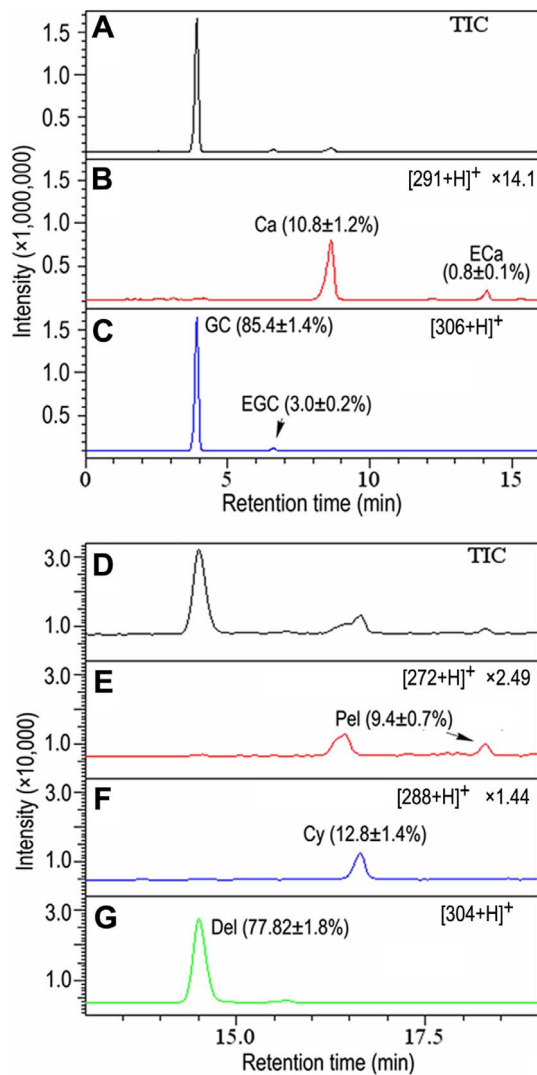 A
TIC
1.5
1.0
0.5
B
[291+H]⁺ ×14.1
1.5
Ca (10.8±1.2%)
1.0
ECa
(0.8±0.1%)
0.5
C
GC (85.4±1.4%)
[306+H]⁺
1.5
1.0
EGC (3.0±0.2%)
0.5
Intensity (×1,000,000)
0 5 10 15
Retention time (min)
D
TIC
3.0
1.0
E
[272+H]⁺ ×2.49
3.0
Pel (9.4±0.7%)
1.0
F
[288+H]⁺ ×1.44
3.0
Cy (12.8±1.4%)
1.0
G
[304+H]⁺
3.0
Del (77.82±1.8%)
1.0
Intensity (×10,000)
15.0 17.5
Retention time (min)